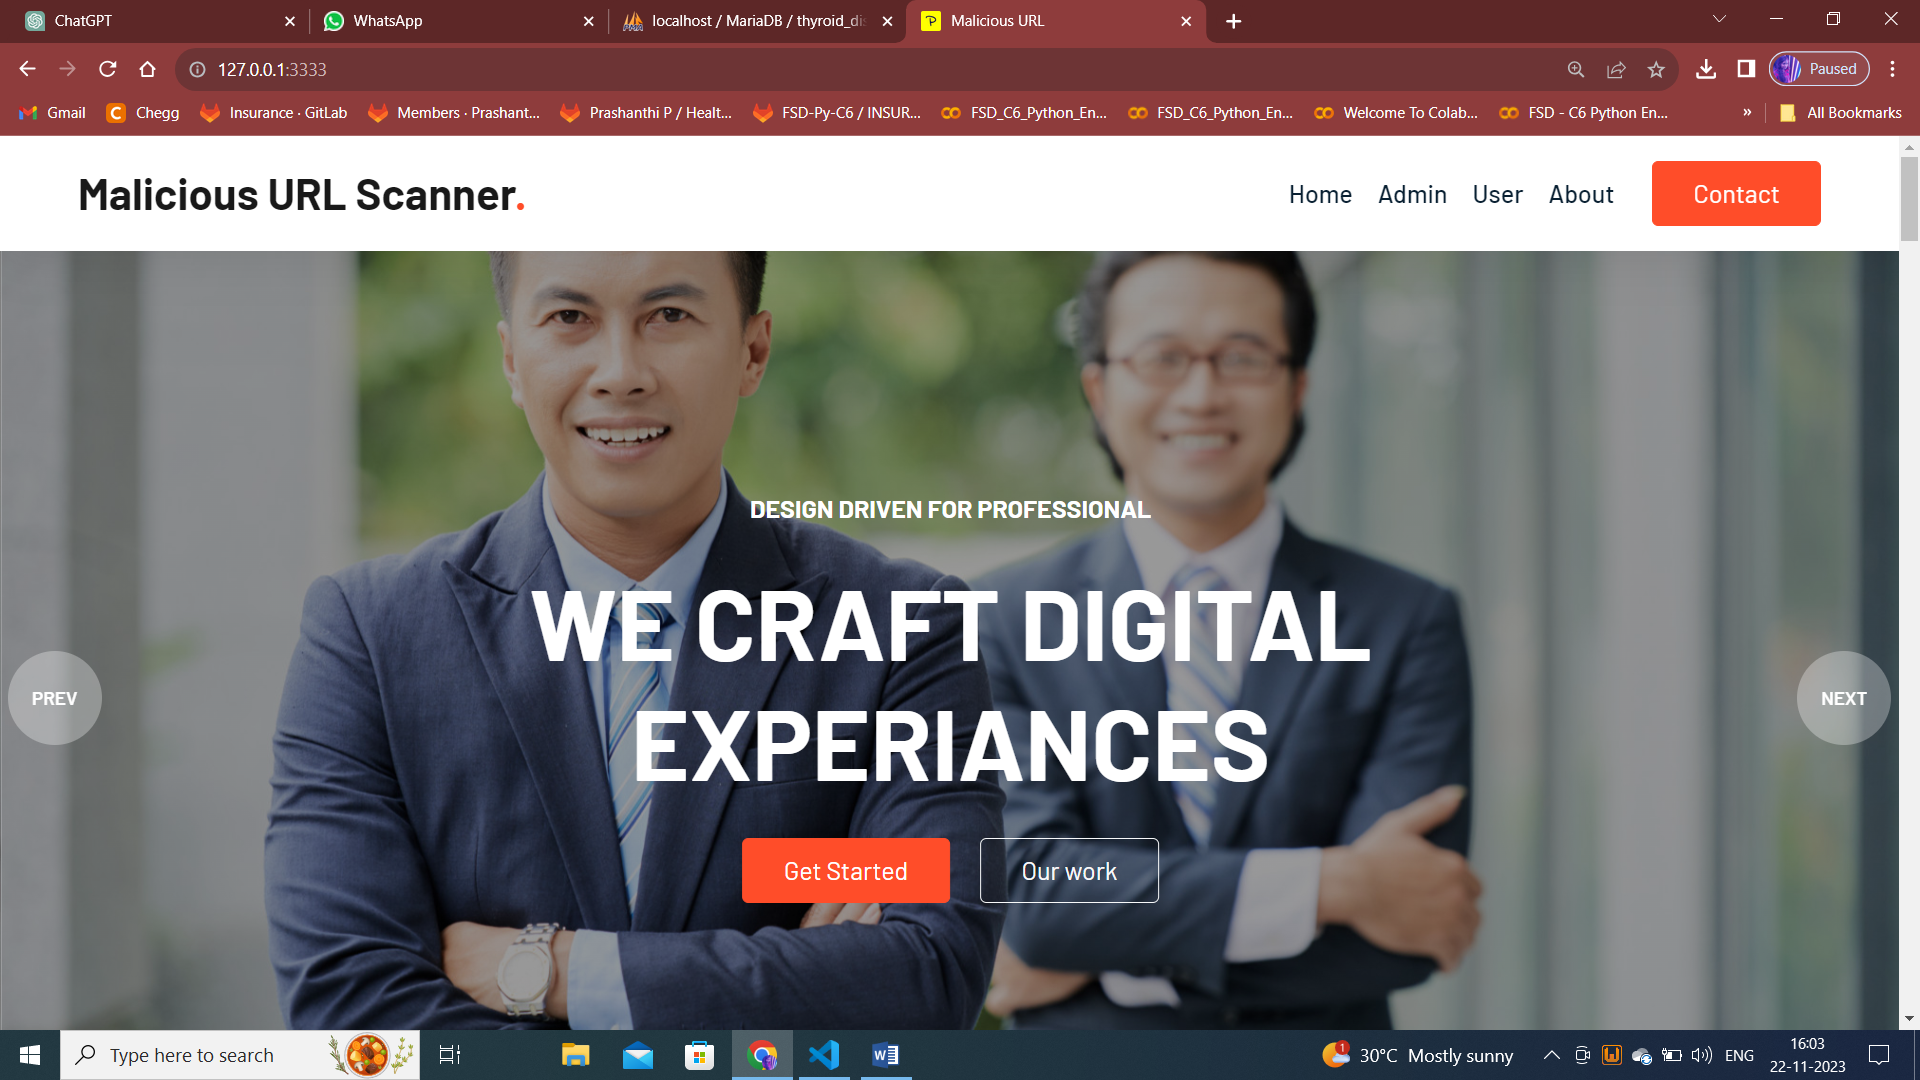 ChatGPT
WhatsApp
localhost / MariaDB / thyroid_dis
Malicious URL
127.0.0.1:3333
Paused
Gmail
Chegg
Insurance · GitLab
Members · Prashant...
Prashanthi P / Healt...
FSD-Py-C6 / INSUR...
FSD_C6_Python_En...
FSD_C6_Python_En...
Welcome To Colab...
FSD - C6 Python En...
»
All Bookmarks
Malicious URL Scanner.
Home
Admin
User
About
Contact
DESIGN DRIVEN FOR PROFESSIONAL
WE CRAFT DIGITAL
EXPERIANCES
PREV
NEXT
Get Started
Our work
Type here to search
1
30°C Mostly sunny
ENG
16:03
22-11-2023